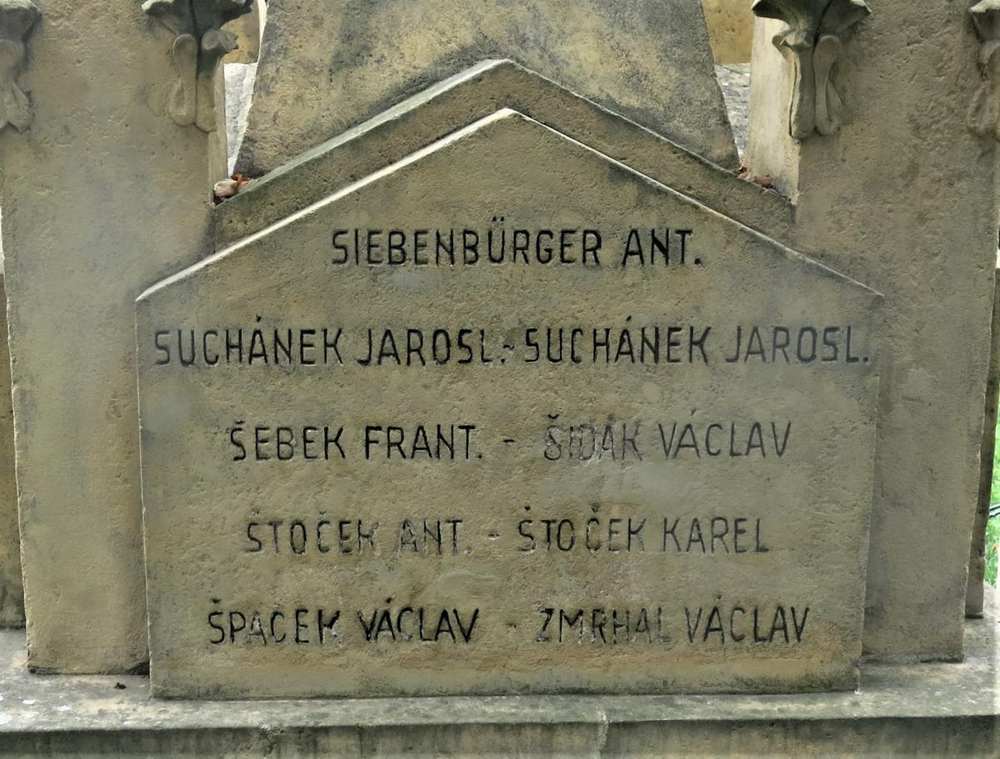 SIEBENBÜRGER ANT.
SUCHÁNEK JAROSL.-SUCHÁNEK JAROSL.
ŠEBEK FRANT. - ŠIDÁK VÁCLAV
ŠTOČEK ANT. - ŠTOČEK KAREL
ŠPAČEK VÁCLAV - ZMRHAL VÁCLAV